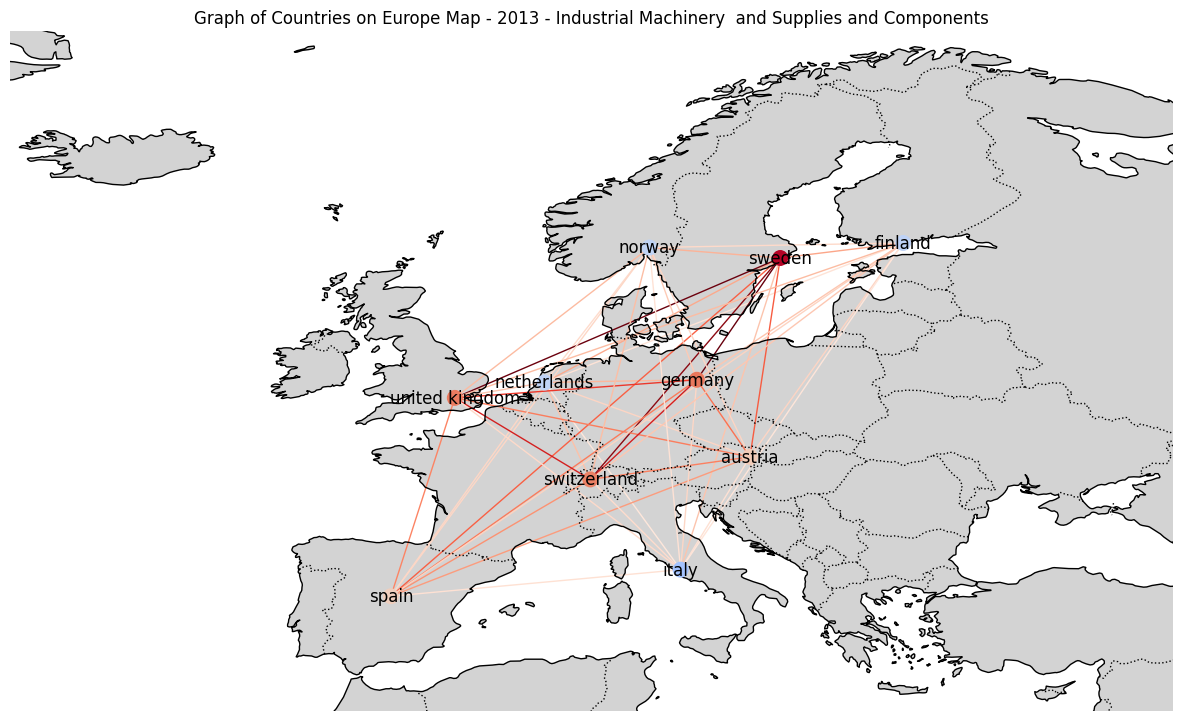 Graph of Countries on Europe Map - 2013 - Industrial Machinery  and Supplies and Components
norway
sweden
finland
netherlands
germany
united kingdom
austria
switzerland
italy
spain